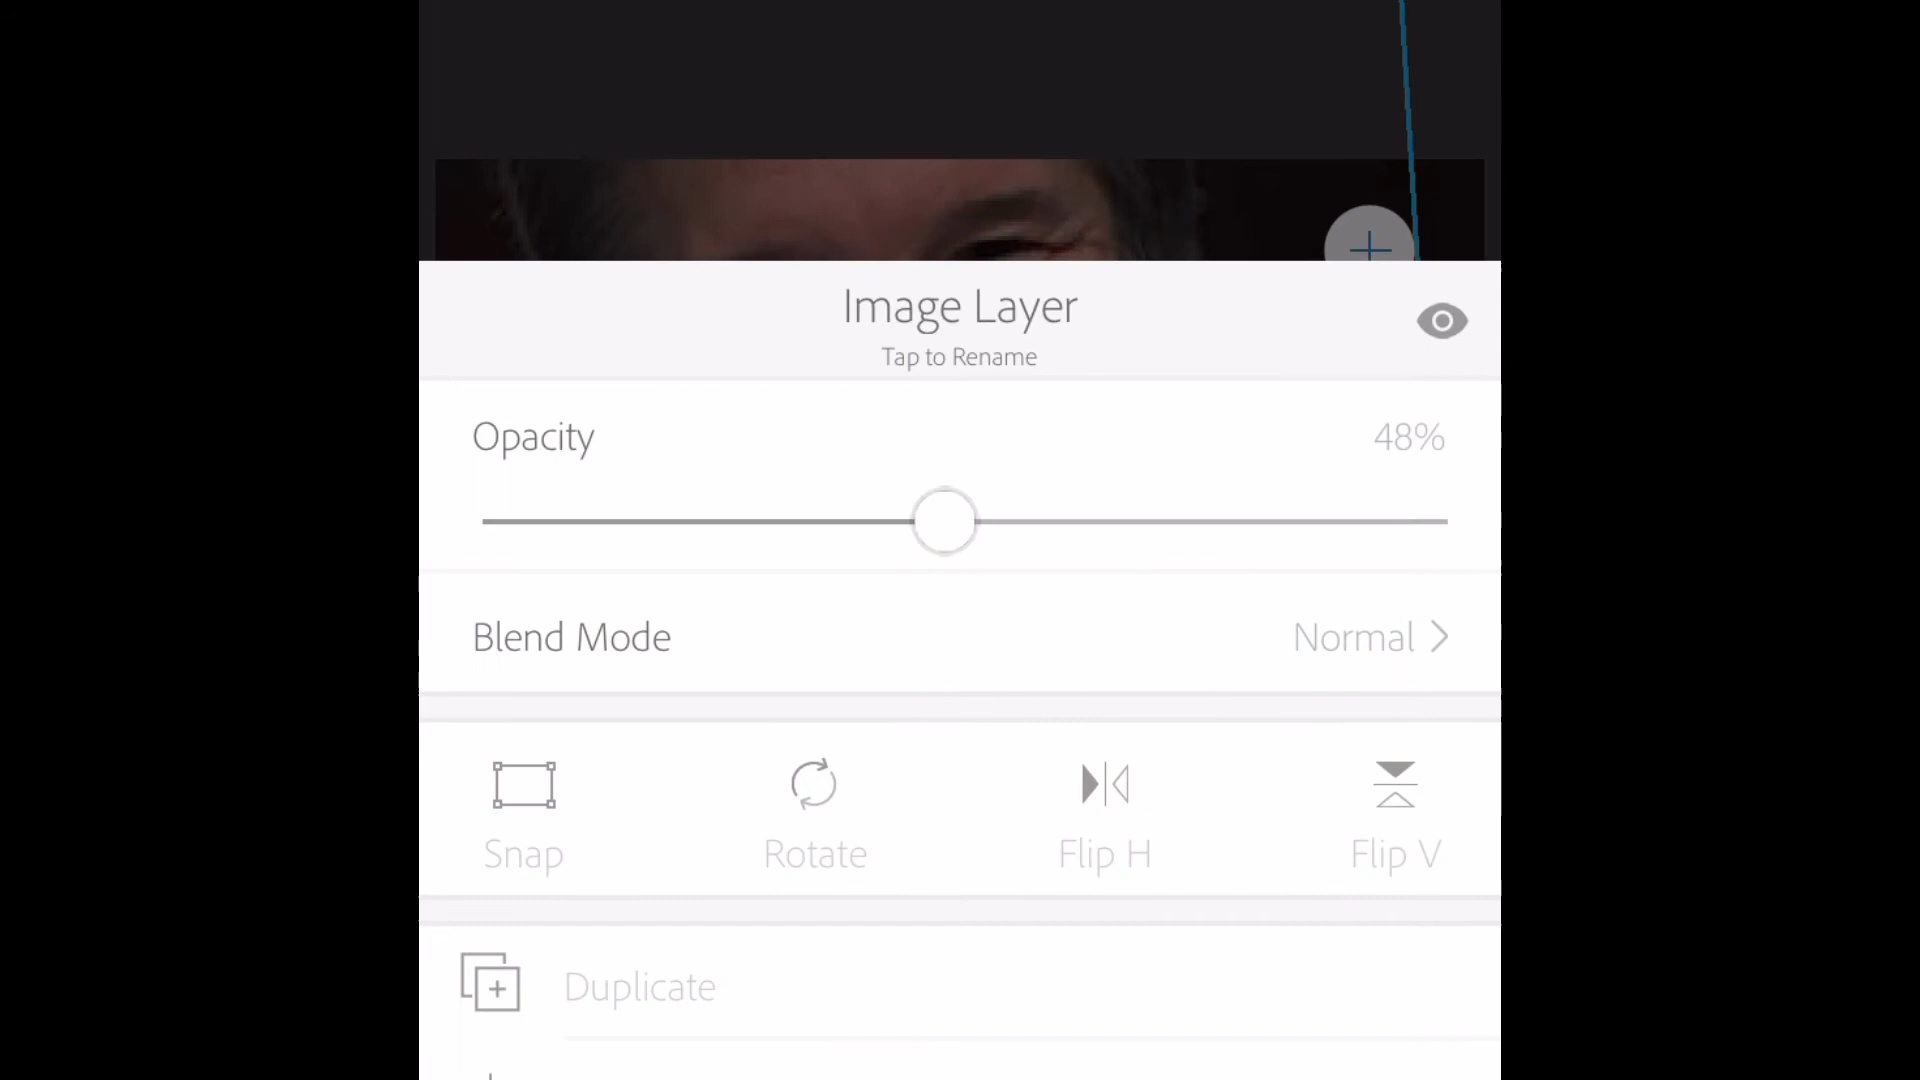 Image Layer
Tap to Rename
Opacity 48%
Blend Mode Normal
Snap Rotate Flip H Flip V
Duplicate